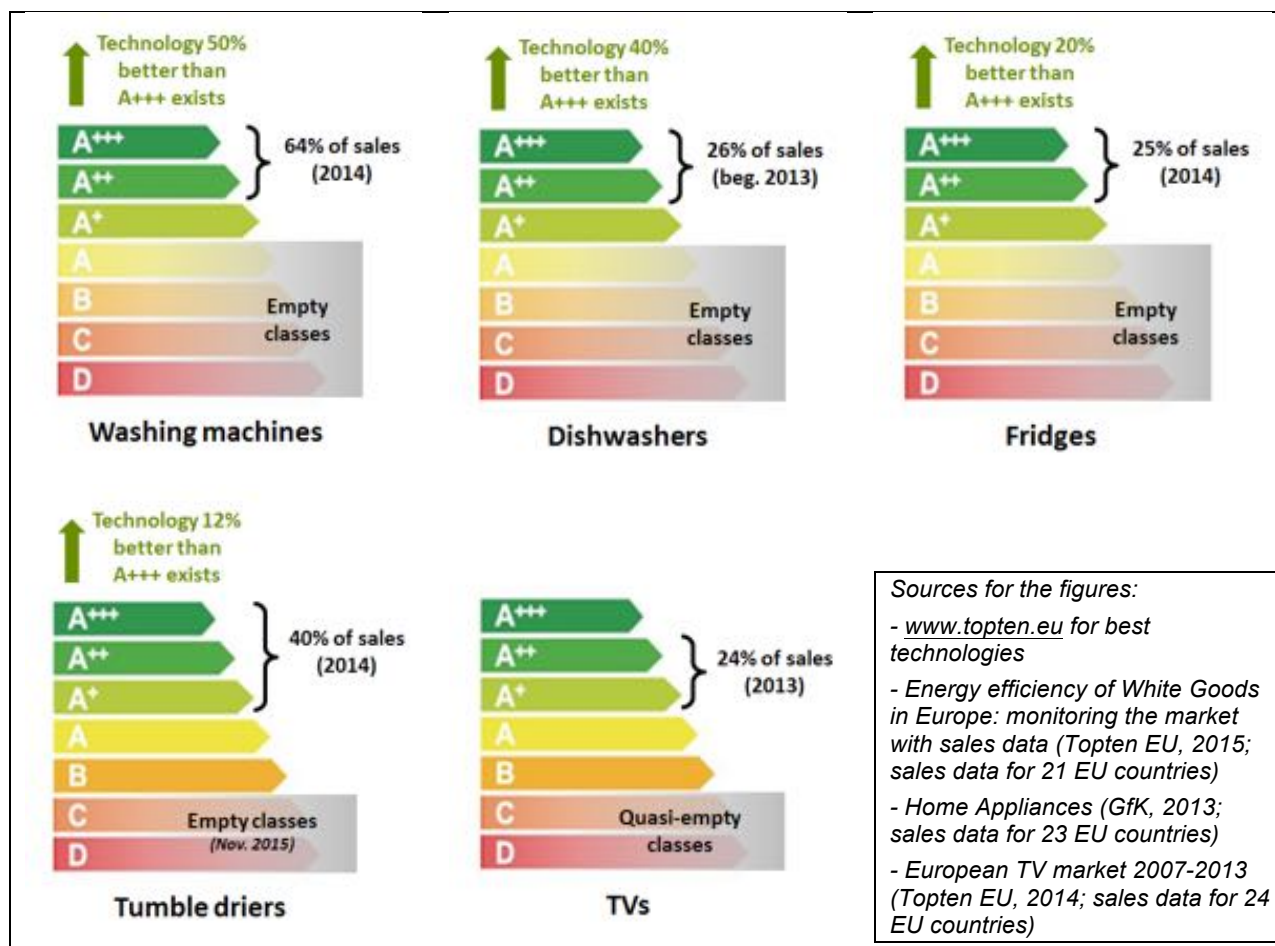 Technology 50%
better than
A+++ exists
A+++
A++
A+
A
B
C
D
64% of sales
(2014)
Empty
classes
Washing machines
Technology 40%
better than
A+++ exists
A+++
A++
A+
A
B
C
D
26% of sales
(beg. 2013)
Empty
classes
Dishwashers
Technology 20%
better than
A+++ exists
A+++
A++
A+
A
B
C
D
25% of sales
(2014)
Empty
classes
Fridges
Technology 12%
better than
A+++ exists
A+++
A++
A+
A
B
C
D
40% of sales
(2014)
Empty classes
(Nov. 2015)
Tumble driers
A+++
A++
A+
A
B
C
D
24% of sales
(2013)
Quasi-empty
classes
TVs
Sources for the figures:
- www.topten.eu for best
technologies
- Energy efficiency of White Goods
in Europe: monitoring the market
with sales data (Topten EU, 2015;
sales data for 21 EU countries)
- Home Appliances (GfK, 2013;
sales data for 23 EU countries)
- European TV market 2007-2013
(Topten EU, 2014; sales data for 24
EU countries)